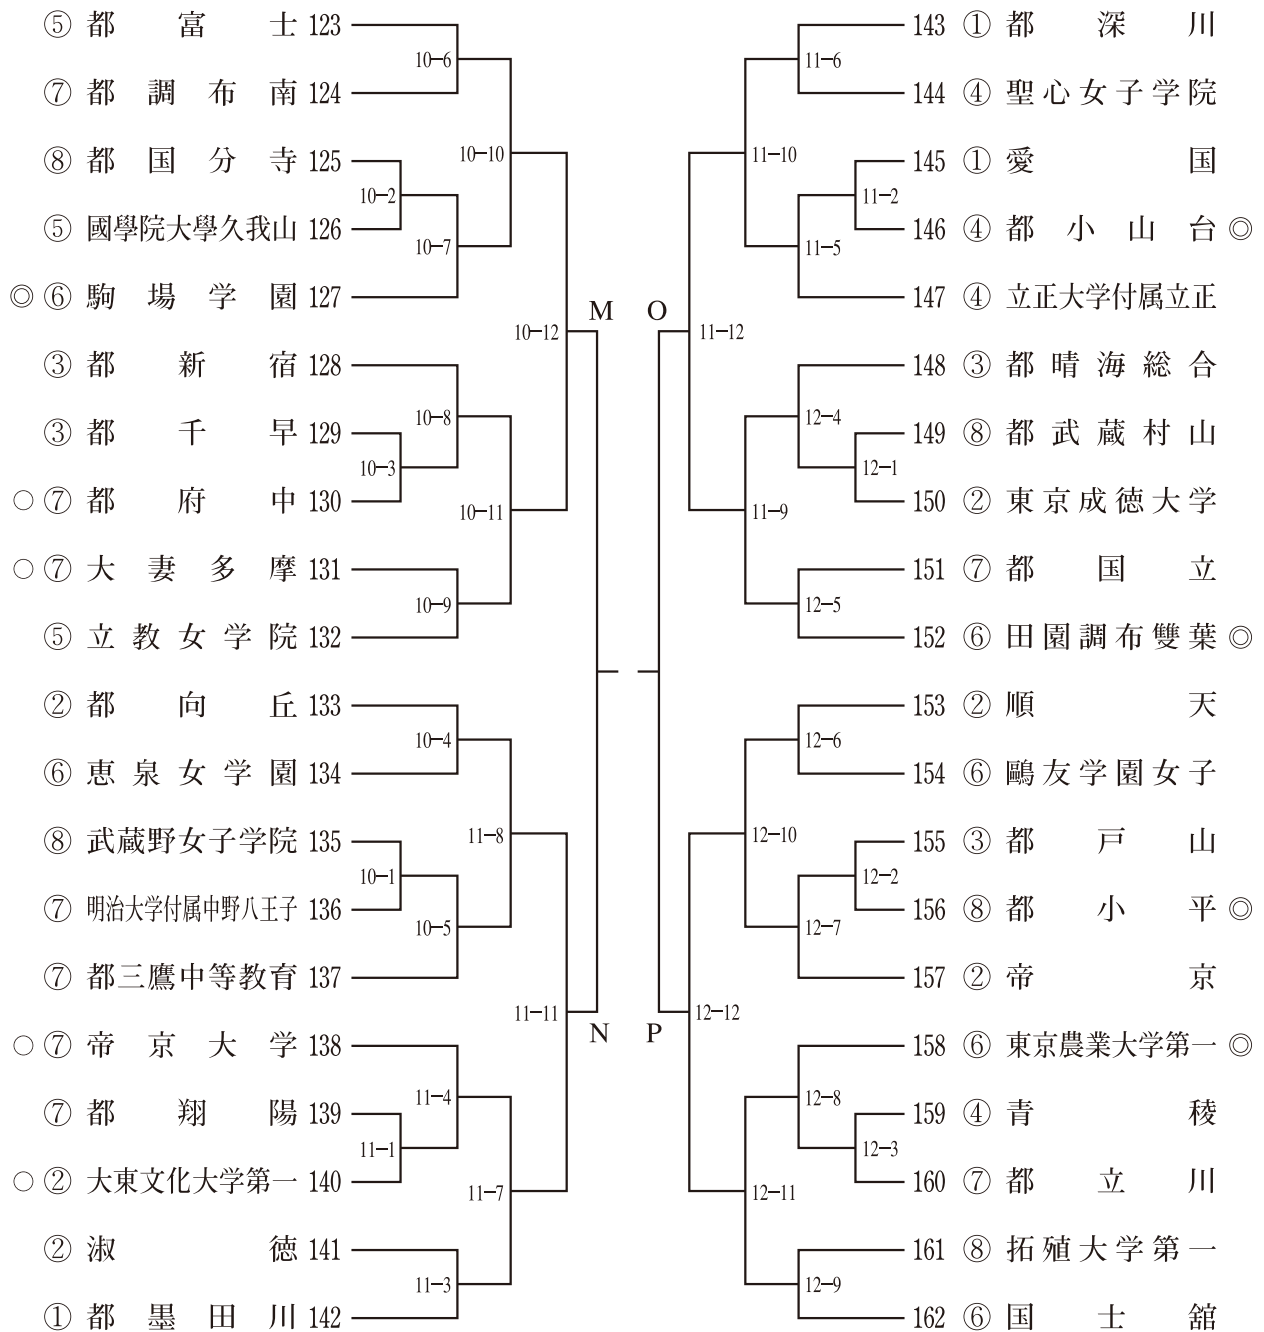 ⑤ 都富士 123
10-6
⑦ 都調布南 124
10-10
⑧ 都国分寺 125
10-2
⑤ 國學院大學久我山 126
10-7
◎ ⑥ 駒場学園 127
M
10-12
③ 都新宿 128
10-8
③ 都千早 129
10-3
○ ⑦ 都府中 130
10-11
○ ⑦ 大妻多摩 131
10-9
⑤ 立教女学院 132
② 都向丘 133
10-4
⑥ 恵泉女学園 134
11-8
⑧ 武蔵野女子学院 135
10-1
⑦ 明治大学付属中野八王子 136
10-5
⑦ 都三鷹中等教育 137
11-11
N
○ ⑦ 帝京大学 138
11-4
⑦ 都翔陽 139
11-1
○ ② 大東文化大学第一 140
11-7
② 淑徳 141
11-3
① 都墨田川 142
143 ① 都深川
11-6
144 ④ 聖心女子学院
11-10
145 ① 愛国
11-2
146 ④ 都小山台 ◎
11-5
147 ④ 立正大学付属立正
O
11-12
148 ③ 都晴海総合
12-4
149 ⑧ 都武蔵村山
12-1
150 ② 東京成徳大学
11-9
151 ⑦ 都国立
12-5
152 ⑥ 田園調布雙葉 ◎
153 ② 順天
12-6
154 ⑥ 鷗友学園女子
12-10
155 ③ 都戸山
12-2
156 ⑧ 都小平 ◎
12-7
157 ② 帝京
12-12
P
158 ⑥ 東京農業大学第一 ◎
12-8
159 ④ 青稜
12-3
160 ⑦ 都立川
12-11
161 ⑧ 拓殖大学第一
12-9
162 ⑥ 国士舘